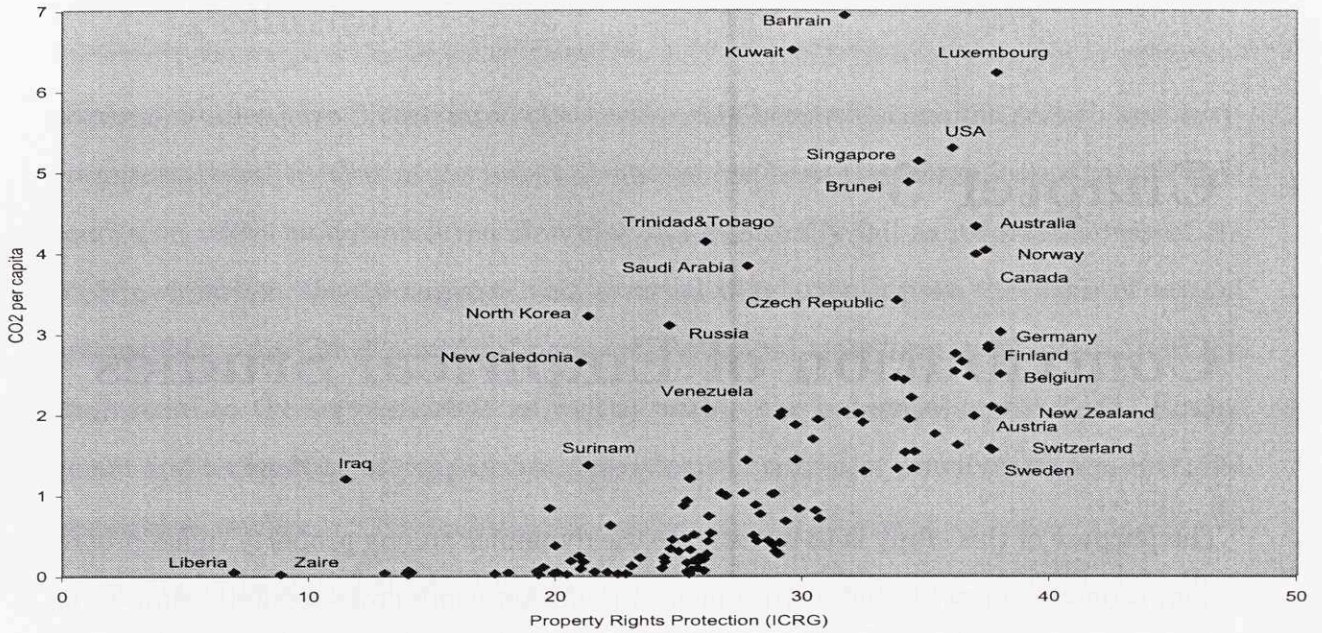 7
Bahrain
Kuwait
Luxembourg
6
USA
Singapore
5
Brunei
Trinidad&Tobago
Australia
Norway
4
Saudi Arabia
Canada
Czech Republic
North Korea
Russia
Germany
3
New Caledonia
Finland
Belgium
Venezuela
2
New Zealand
Austria
Surinam
Switzerland
Iraq
Sweden
1
Liberia
Zaire
0
0
20
30
40
50
CO2 per capita
Property Rights Protection (ICRG)